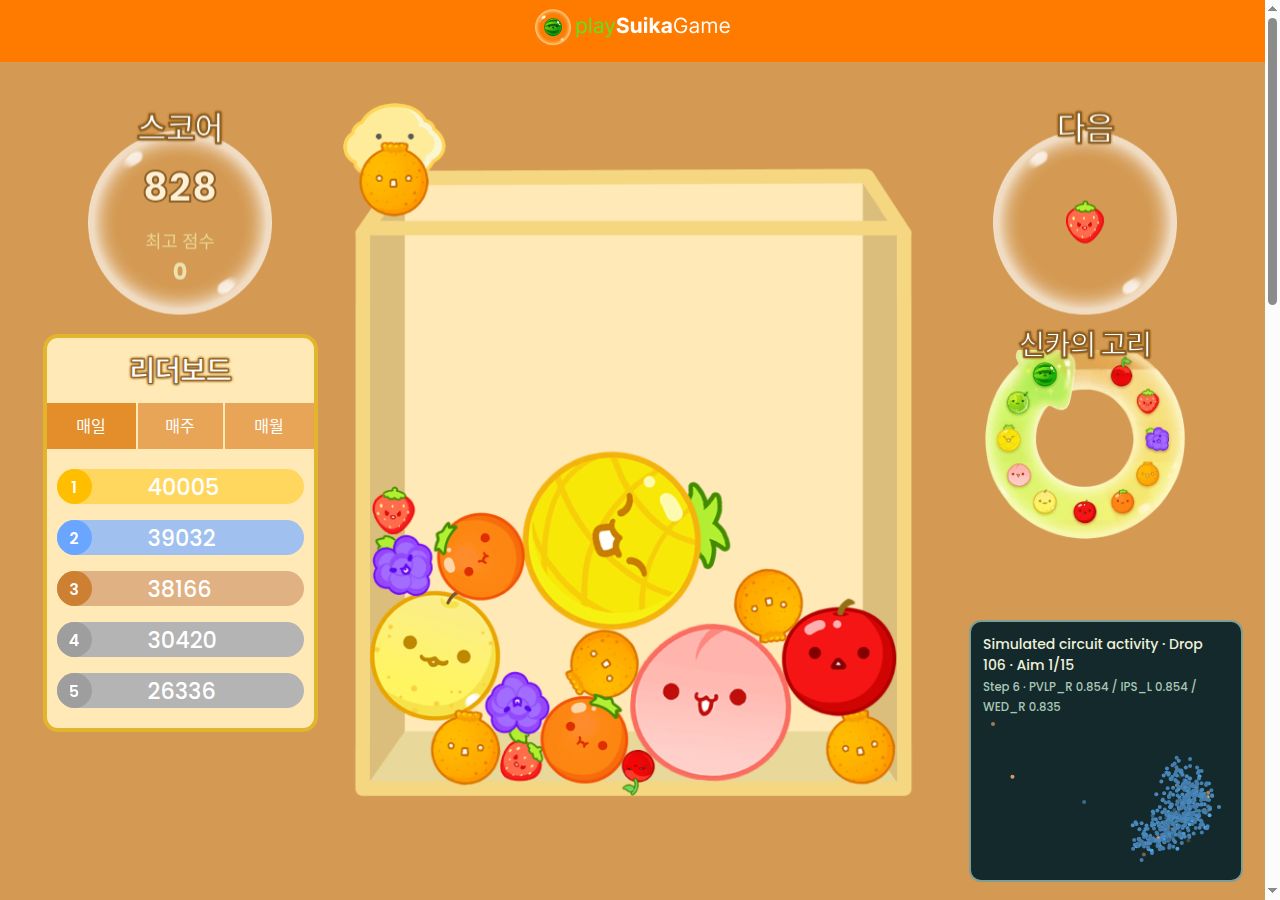 playSuikaGame
스코어
828
최고 점수
0
리더보드
매일 매주 매월
1 40005
2 39032
3 38166
4 30420
5 26336
다음
신카의 고리
Simulated circuit activity · Drop
106 · Aim 1/15
Step 6 · PVLP_R 0.854 / IPS_L 0.854 /
WED_R 0.835